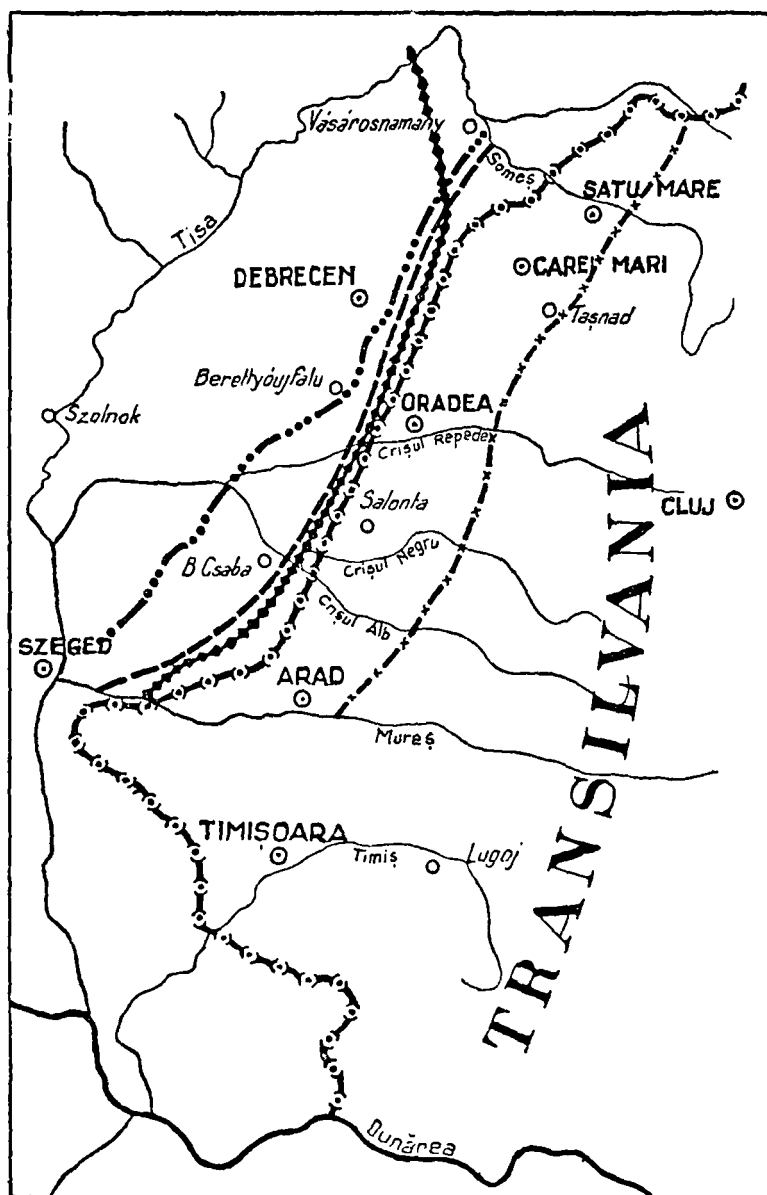 Vásárosnamany
Someș
SATU MARE
Tisa
CAREI MARI
DEBRECEN
Tașnad
Berettyóujfalu
Szolnok
ORADEA
Crișul Repede
CLUJ
Salonta
B.Csaba
Crișul Negru
Crișul Alb
SZEGED
ARAD
Mureș
TRANSILVANIA
TIMIȘOARA
Timiș
Lugoj
Dunărea